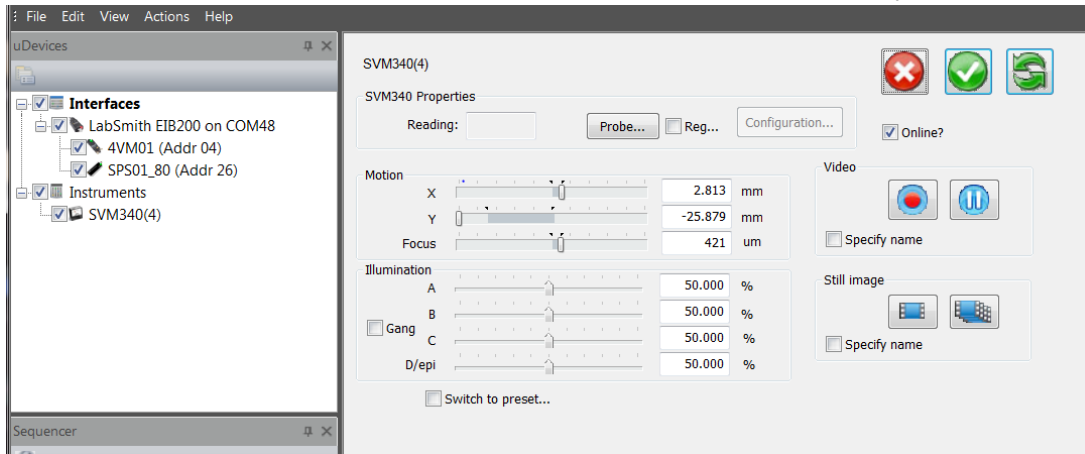 File Edit View Actions Help
uDevices
Interfaces
LabSmith EIB200 on COM48
4VM01 (Addr 04)
SPS01_80 (Addr 26)
Instruments
SVM340(4)
Sequencer
SVM340(4)
SVM340 Properties
Reading: Probe... Reg... Configuration...
Online?
Motion
X 2.813 mm
Y -25.879 mm
Focus 421 um
Illumination
A 50.000 %
B 50.000 %
Gang
C 50.000 %
D/epi 50.000 %
Switch to preset...
Video
Specify name
Still image
Specify name